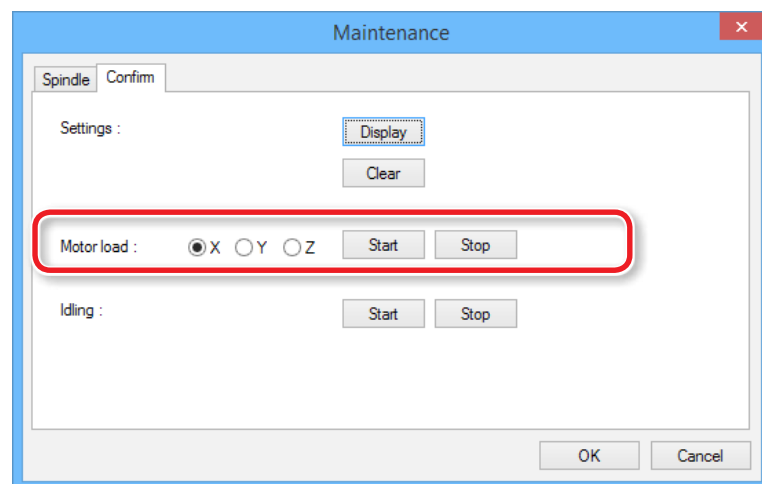 Maintenance
Spindle Confirm
Settings : Display
Clear
Motor load : X Y Z Start Stop
Idling : Start Stop
OK Cancel